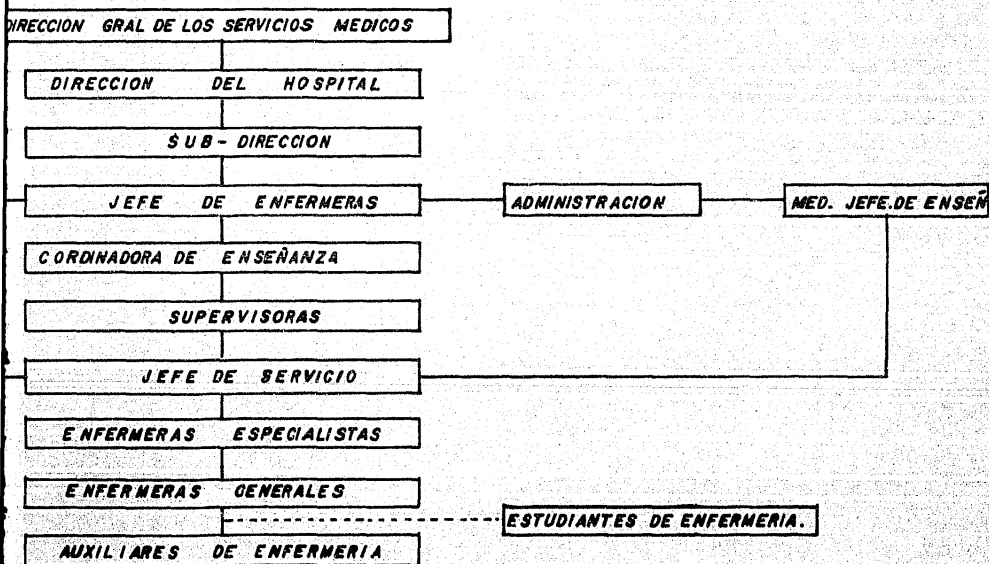 DIRECCION GRAL DE LOS SERVICIOS MEDICOS
DIRECCION DEL HOSPITAL
SUB-DIRECCION
JEFE DE ENFERMERAS
ADMINISTRACION
MED. JEFE.DE ENSEÑ
CORDINADORA DE ENSEÑANZA
SUPERVISORAS
JEFE DE SERVICIO
ENFERMERAS ESPECIALISTAS
ENFERMERAS GENERALES
ESTUDIANTES DE ENFERMERIA.
AUXILIARES DE ENFERMERIA